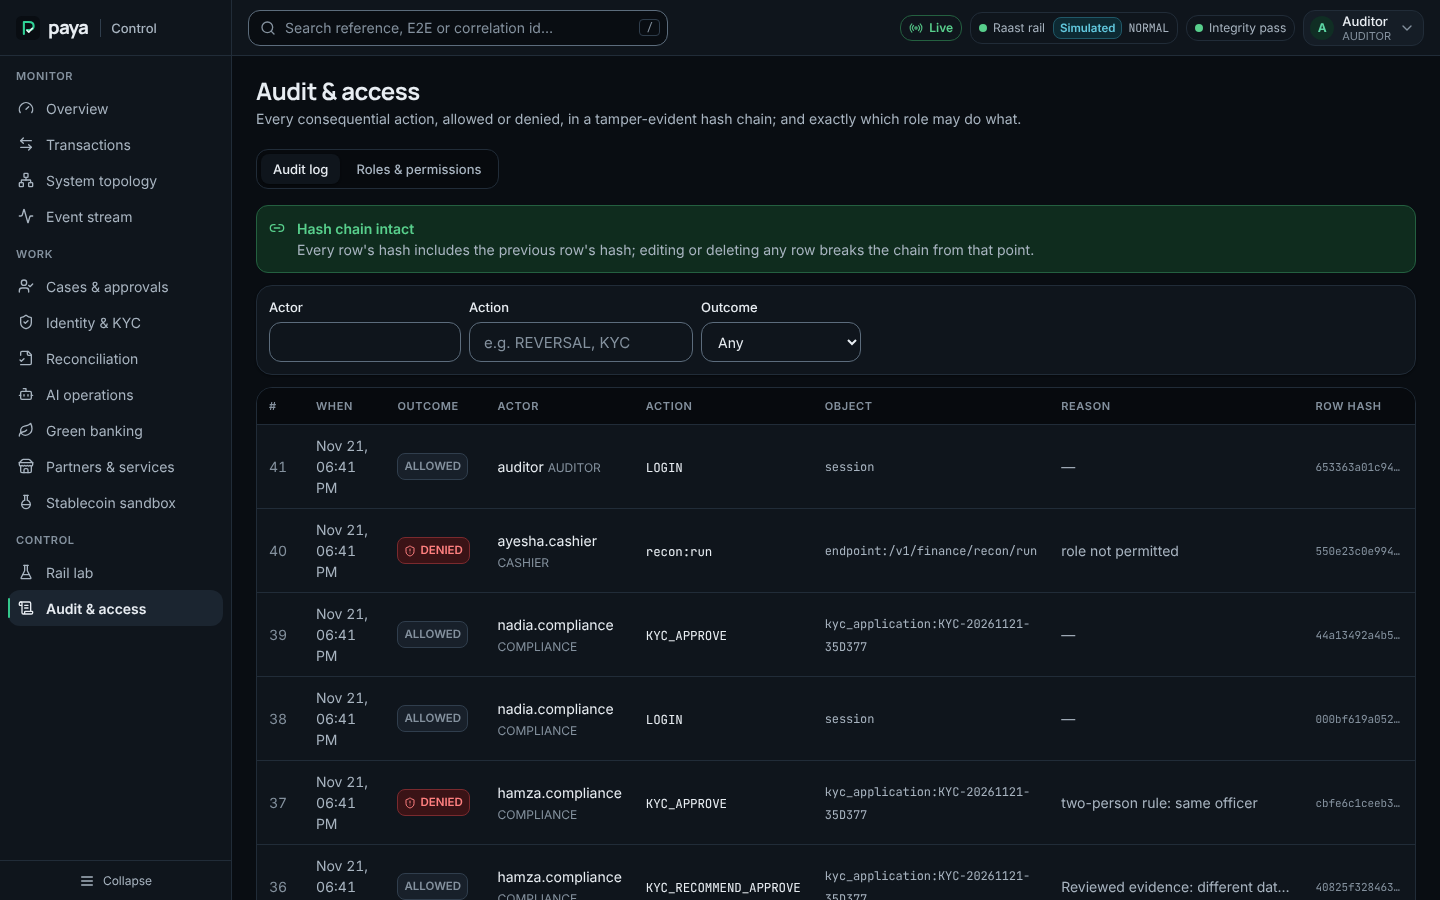 paya
Control
Search reference, E2E or correlation id...
/
Live
Raast rail
Simulated
NORMAL
Integrity pass
A
Auditor
AUDITOR
MONITOR
Overview
Transactions
System topology
Event stream
WORK
Cases & approvals
Identity & KYC
Reconciliation
AI operations
Green banking
Partners & services
Stablecoin sandbox
CONTROL
Rail lab
Audit & access
Collapse
Audit & access
Every consequential action, allowed or denied, in a tamper-evident hash chain; and exactly which role may do what.
Audit log
Roles & permissions
Hash chain intact
Every row's hash includes the previous row's hash; editing or deleting any row breaks the chain from that point.
Actor
Action
Outcome
e.g. REVERSAL, KYC
Any
# WHEN OUTCOME ACTOR ACTION OBJECT REASON ROW HASH
41 Nov 21, 06:41 PM ALLOWED auditor AUDITOR LOGIN session — 653363a01c94…
40 Nov 21, 06:41 PM DENIED ayesha.cashier CASHIER recon:run endpoint:/v1/finance/recon/run role not permitted 550e23c0e994…
39 Nov 21, 06:41 PM ALLOWED nadia.compliance COMPLIANCE KYC_APPROVE kyc_application:KYC-20261121-35D377 — 44a13492a4b5…
38 Nov 21, 06:41 PM ALLOWED nadia.compliance COMPLIANCE LOGIN session — 000bf619a052…
37 Nov 21, 06:41 PM DENIED hamza.compliance COMPLIANCE KYC_APPROVE kyc_application:KYC-20261121-35D377 two-person rule: same officer cbfe6c1ceeb3…
36 Nov 21, 06:41 ALLOWED hamza.compliance COMPLIANCE KYC_RECOMMEND_APPROVE kyc_application:KYC-20261121-35D377 Reviewed evidence: different dat... 40825f328463…